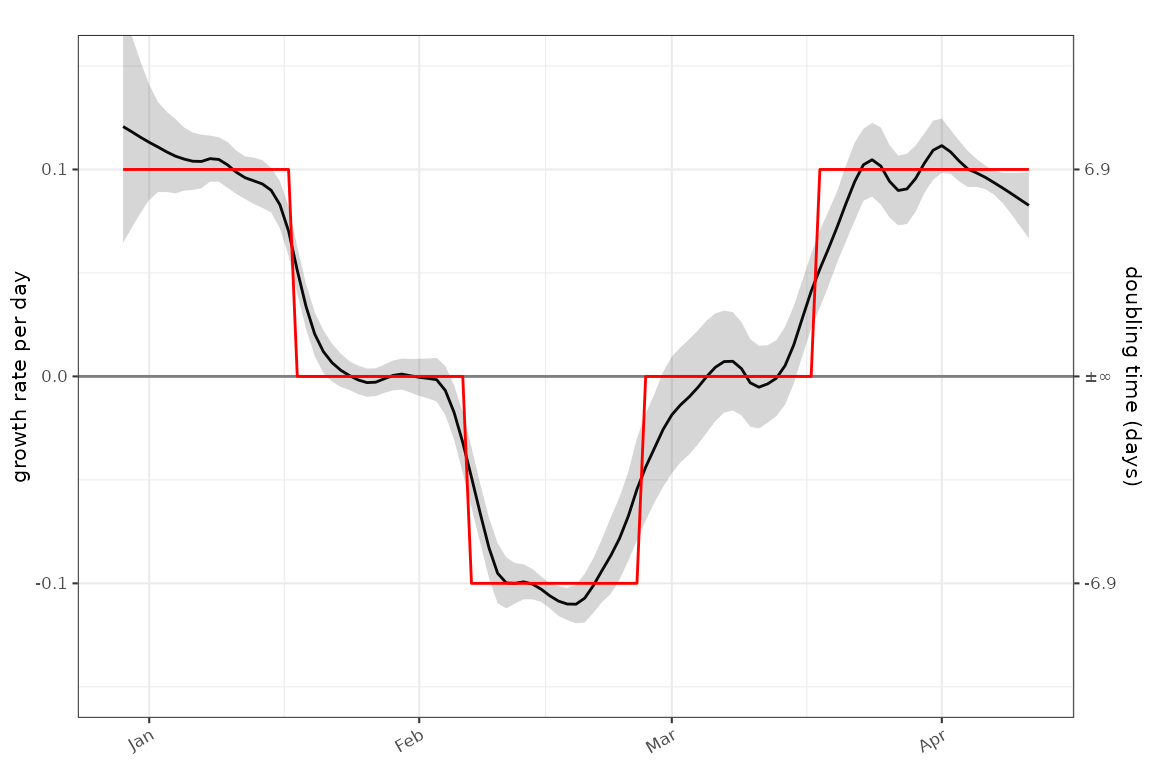 growth rate per day
0.1
0.0
-0.1
6.9
±∞
-6.9
doubling time (days)
Jan
Feb
Mar
Apr